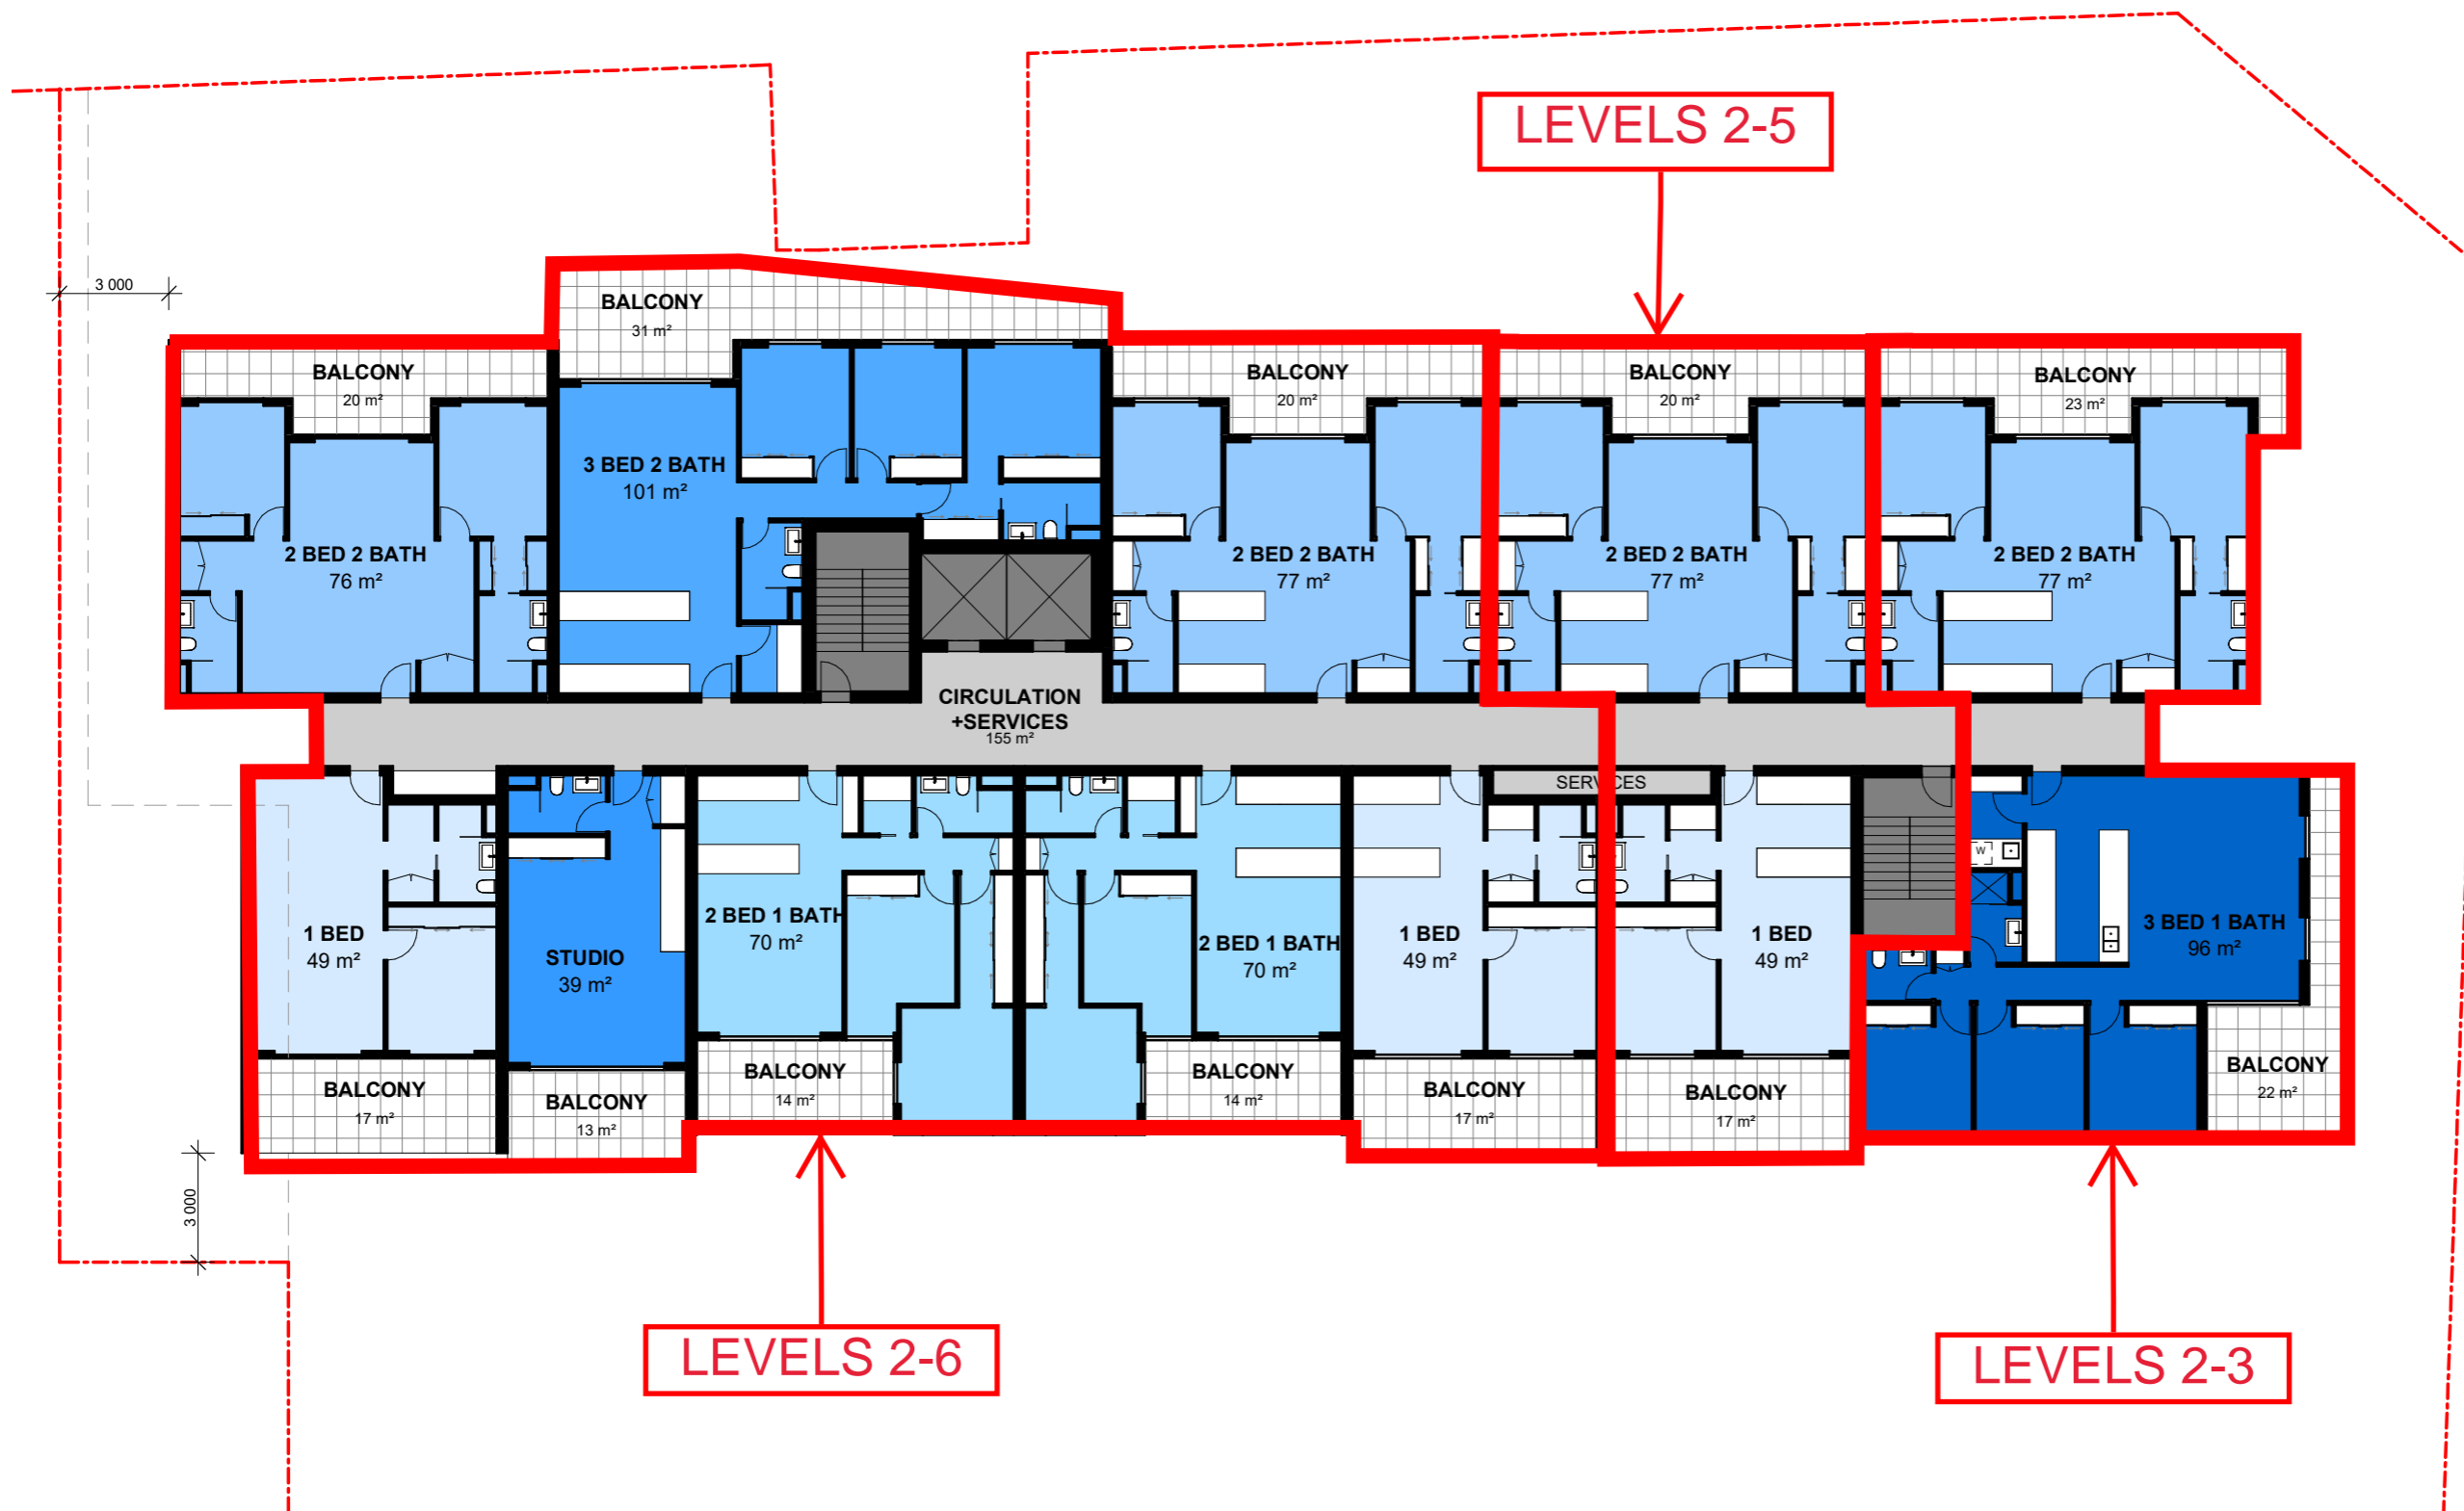 LEVELS 2-5
3 000
BALCONY
31 m²
BALCONY
20 m²
BALCONY
20 m²
BALCONY
20 m²
BALCONY
23 m²
3 BED 2 BATH
101 m²
2 BED 2 BATH
76 m²
2 BED 2 BATH
77 m²
2 BED 2 BATH
77 m²
2 BED 2 BATH
77 m²
CIRCULATION
+SERVICES
155 m²
SERVICES
W
1 BED
49 m²
STUDIO
39 m²
2 BED 1 BATH
70 m²
2 BED 1 BATH
70 m²
1 BED
49 m²
1 BED
49 m²
3 BED 1 BATH
96 m²
BALCONY
17 m²
BALCONY
13 m²
BALCONY
14 m²
BALCONY
14 m²
BALCONY
17 m²
BALCONY
17 m²
BALCONY
22 m²
3 000
LEVELS 2-6
LEVELS 2-3